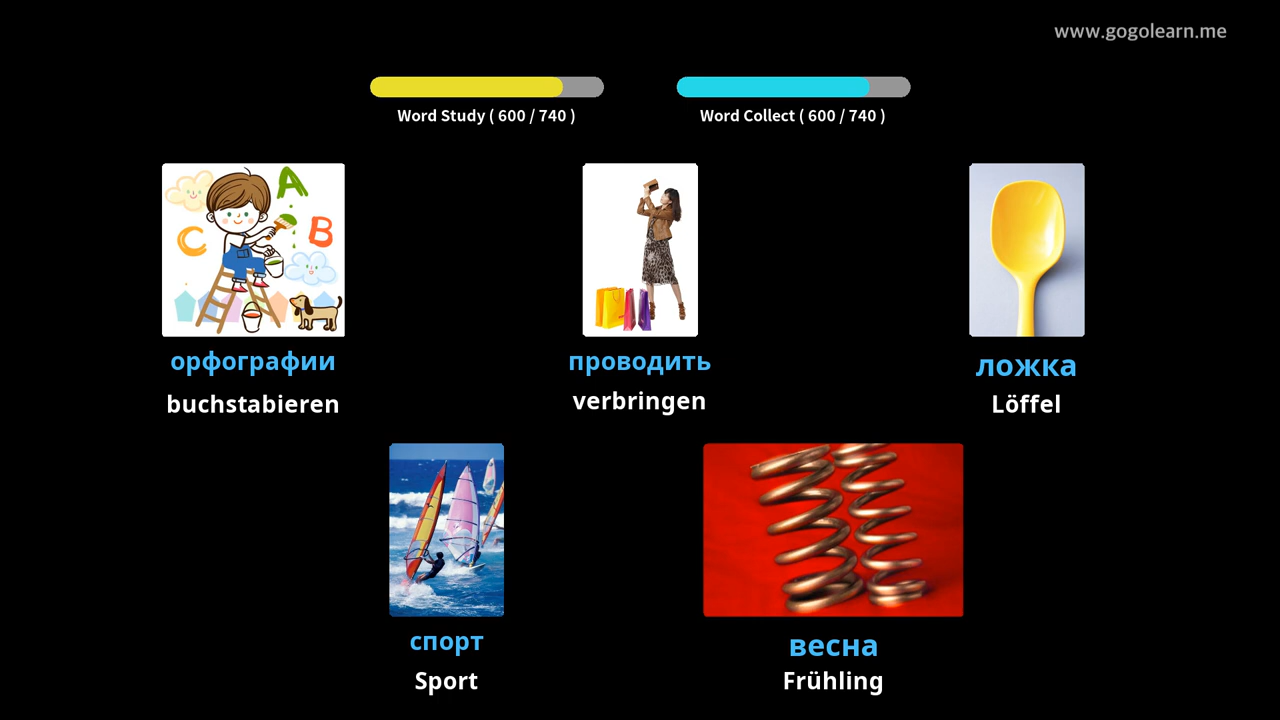 www.gogolearn.me
Word Study ( 600 / 740 )
Word Collect ( 600 / 740 )
A
B
C
орфографии
buchstabieren
проводить
verbringen
ложка
Löffel
спорт
Sport
весна
Frühling